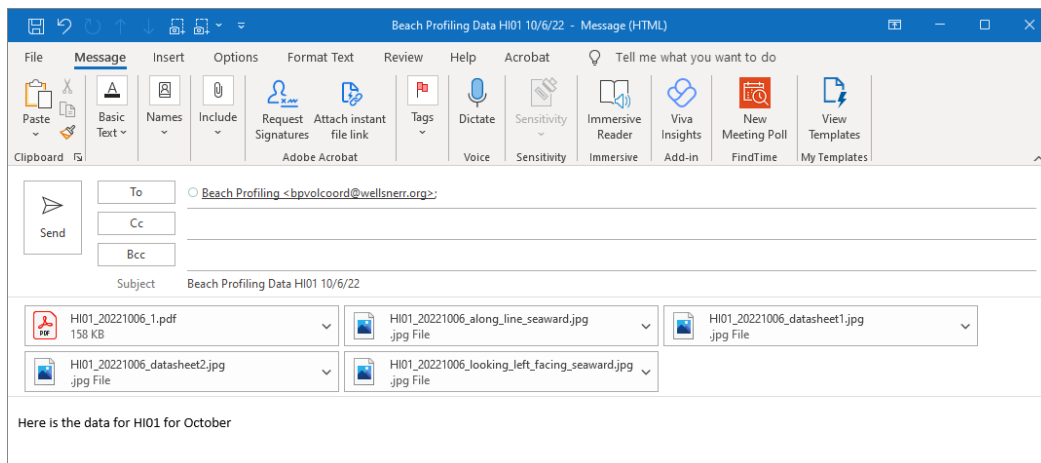 Beach Profiling Data HI01 10/6/22 - Message (HTML)
File Message Insert Options Format Text Review Help Acrobat Tell me what you want to do
Paste Basic Text Names Include Request Signatures Attach instant file link Tags Dictate Sensitivity Immersive Reader Viva Insights New Meeting Poll View Templates
Clipboard Adobe Acrobat Voice Sensitivity Immersive Add-in FindTime My Templates
Send
To Beach Profiling <bpvolcoord@wellsnerr.org>;
Cc
Bcc
Subject Beach Profiling Data HI01 10/6/22
PDF
HI01_20221006_1.pdf HI01_20221006_along_line_seaward.jpg HI01_20221006_datasheet1.jpg
158 KB .jpg File .jpg File
HI01_20221006_datasheet2.jpg HI01_20221006_looking_left_facing_seaward.jpg
.jpg File .jpg File
Here is the data for HI01 for October